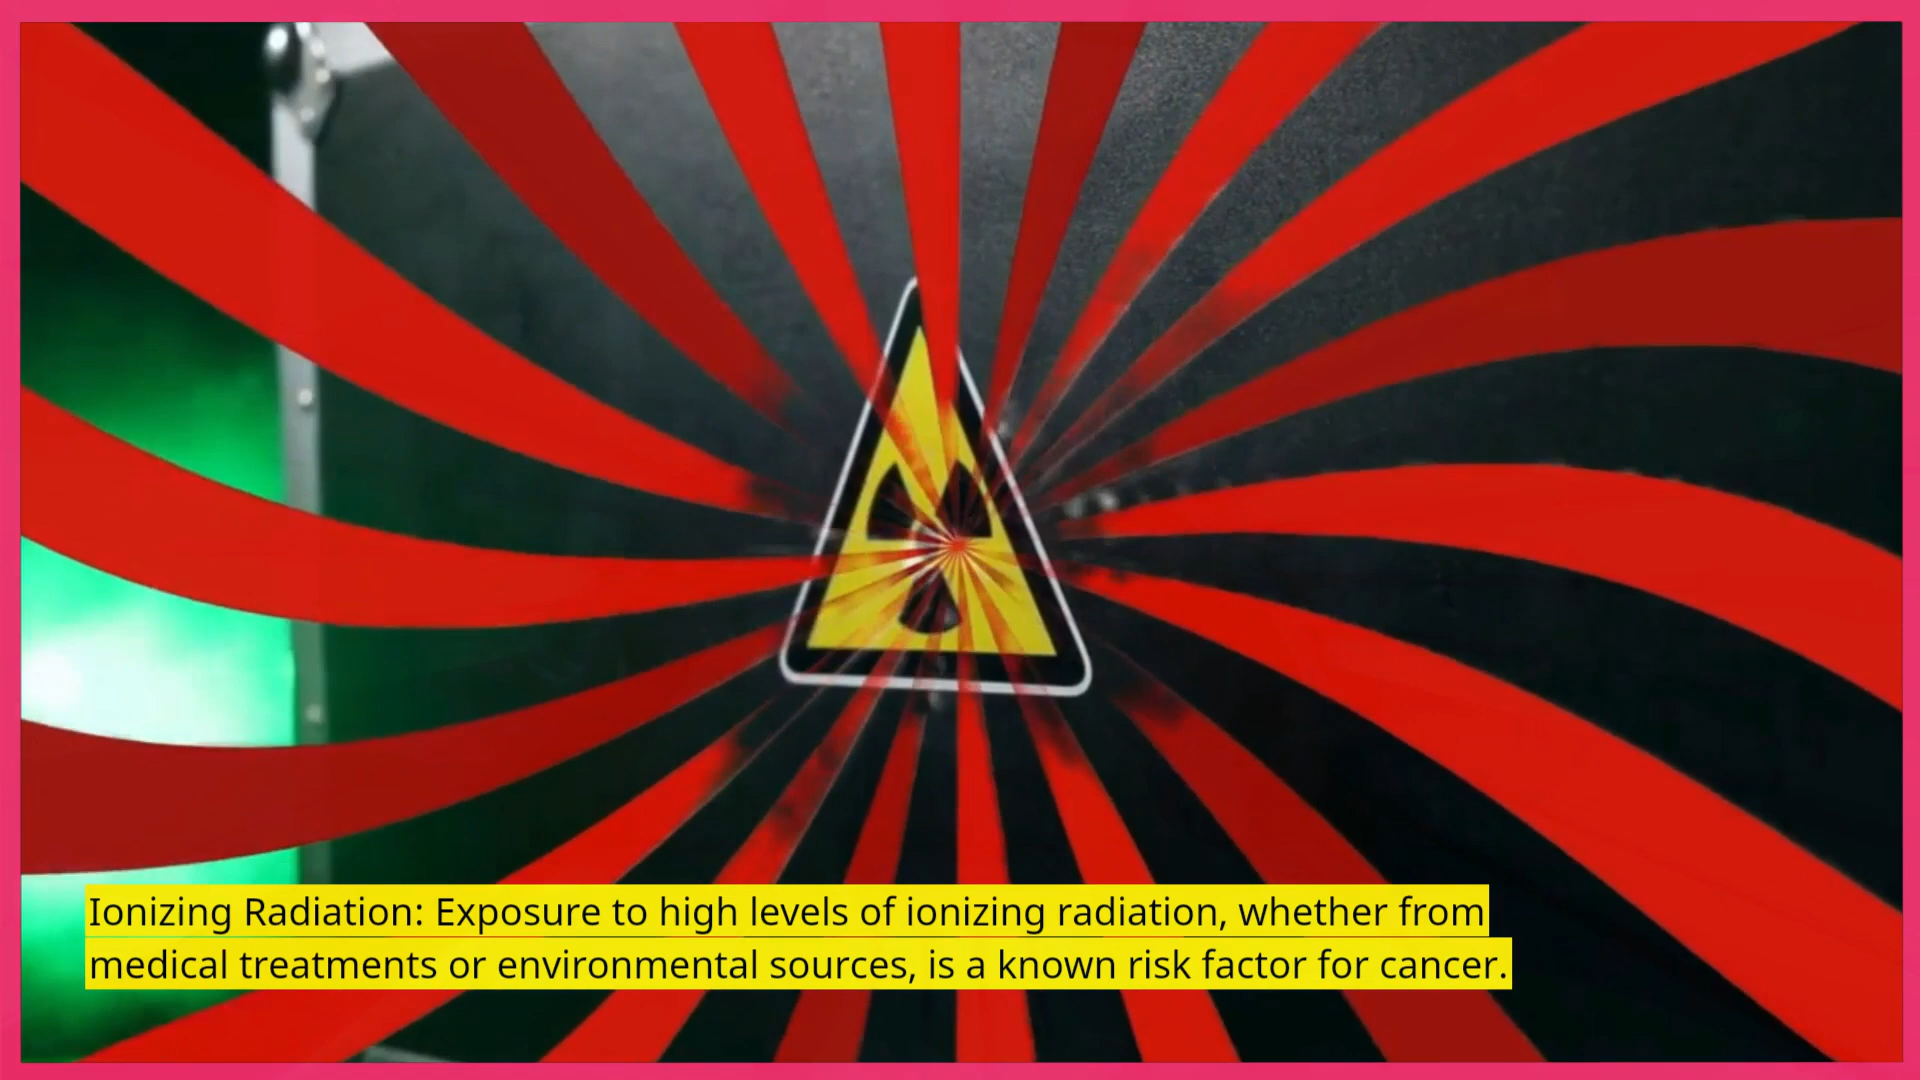 Ionizing Radiation: Exposure to high levels of ionizing radiation, whether from
medical treatments or environmental sources, is a known risk factor for cancer.